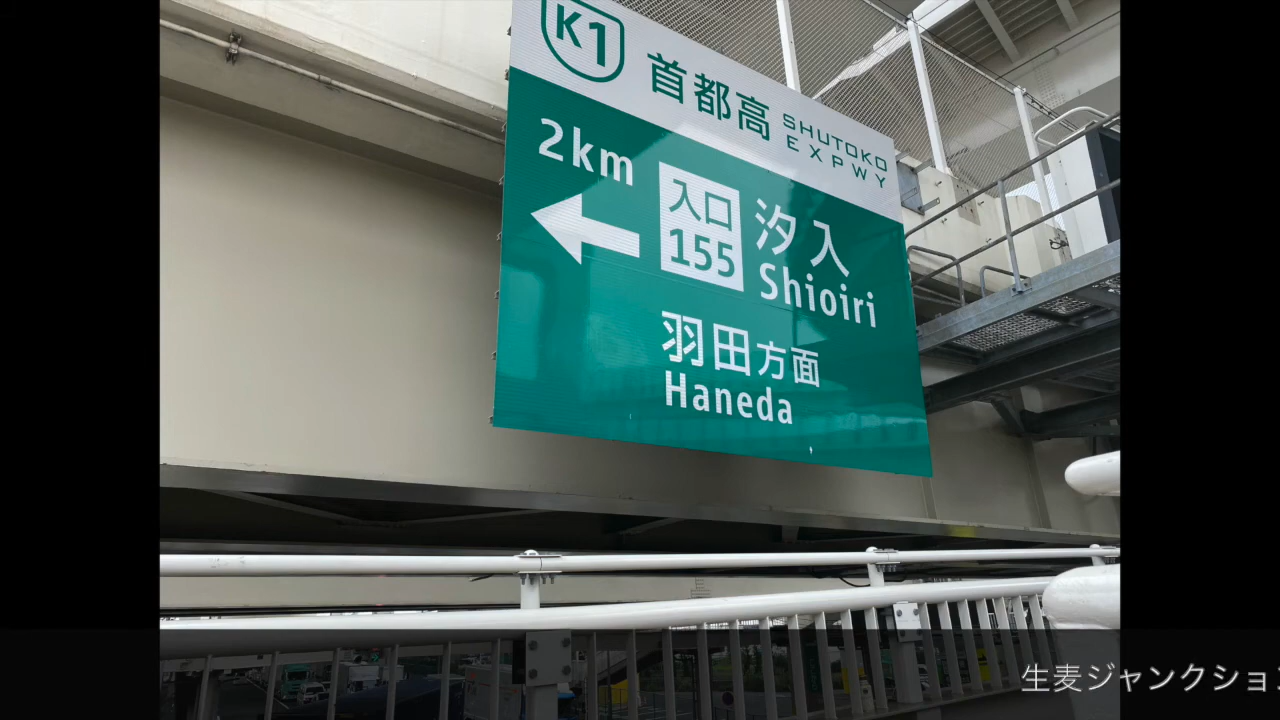 K1
首都高 SHUTOKO
EXPWY
2km
入口
155
汐入
Shioiri
羽田方面
Haneda
生麦ジャンクショ